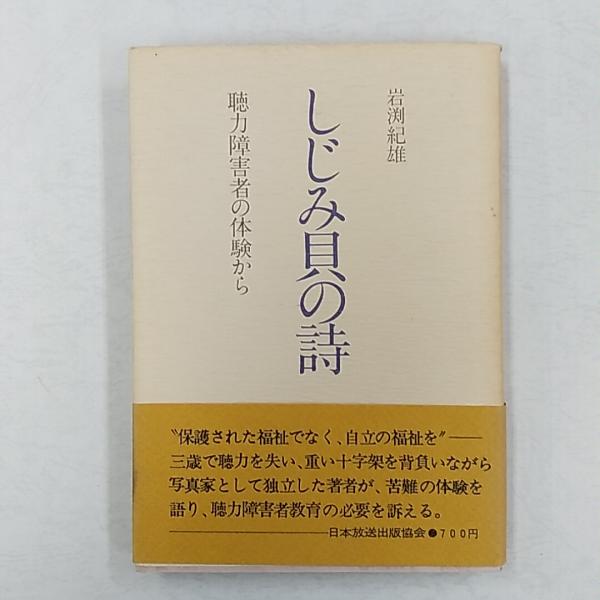 岩渕紀雄
しじみ貝の詩
聴力障害者の体験から
〝保護された福祉でなく、自立の福祉を〟――
三歳で聴力を失い、重い十字架を背負いながら
写真家として独立した著者が、苦難の体験を
語り、聴力障害者教育の必要を訴える。
――日本放送出版協会●700円